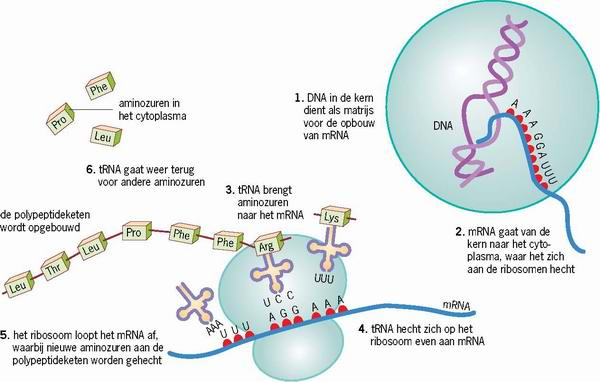 Phe
Pro
Leu
aminozuren in
het cytoplasma
1. DNA in de kern
dient als matrijs
voor de opbouw
van mRNA
DNA
A A A G G A U U U
6. tRNA gaat weer terug
voor andere aminozuren
3. tRNA brengt
aminozuren
naar het mRNA
Lys
de polypeptideketen
wordt opgebouwd
Leu Thr Leu Pro Phe Phe Arg
2. mRNA gaat van de
kern naar het cyto-
plasma, waar het zich
aan de ribosomen hecht
UUU
UCC
AAA
UUU AGG AAA
mRNA
4. tRNA hecht zich op het
ribosoom even aan mRNA
5. het ribosoom loopt het mRNA af,
waarbij nieuwe aminozuren aan de
polypeptideketen worden gehecht